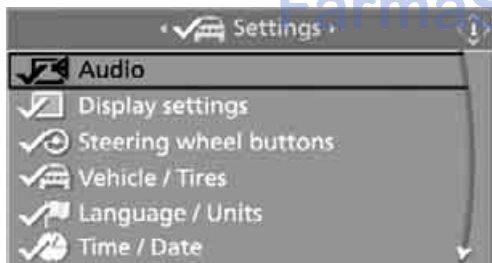 Settings
Audio
Display settings
Steering wheel buttons
Vehicle / Tires
Language / Units
Time / Date